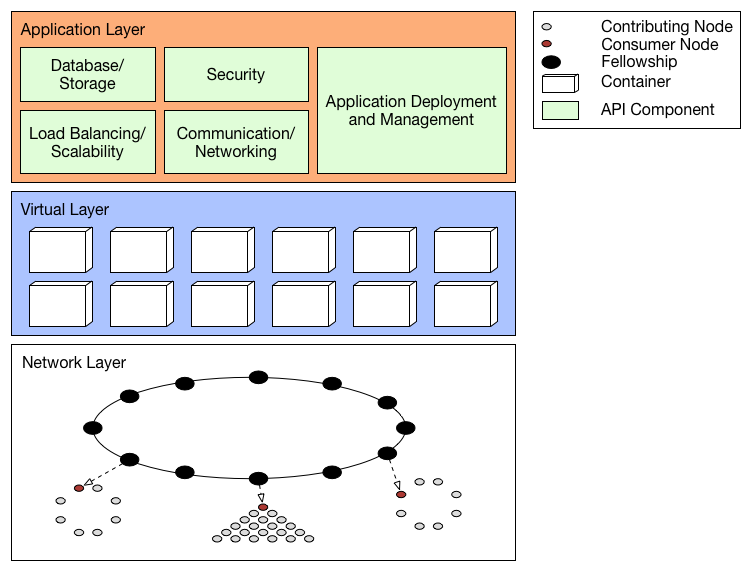 Application Layer
Database/
Storage
Security
Application Deployment
and Management
Load Balancing/
Scalability
Communication/
Networking
Virtual Layer
Network Layer
Contributing Node
Consumer Node
Fellowship
Container
API Component